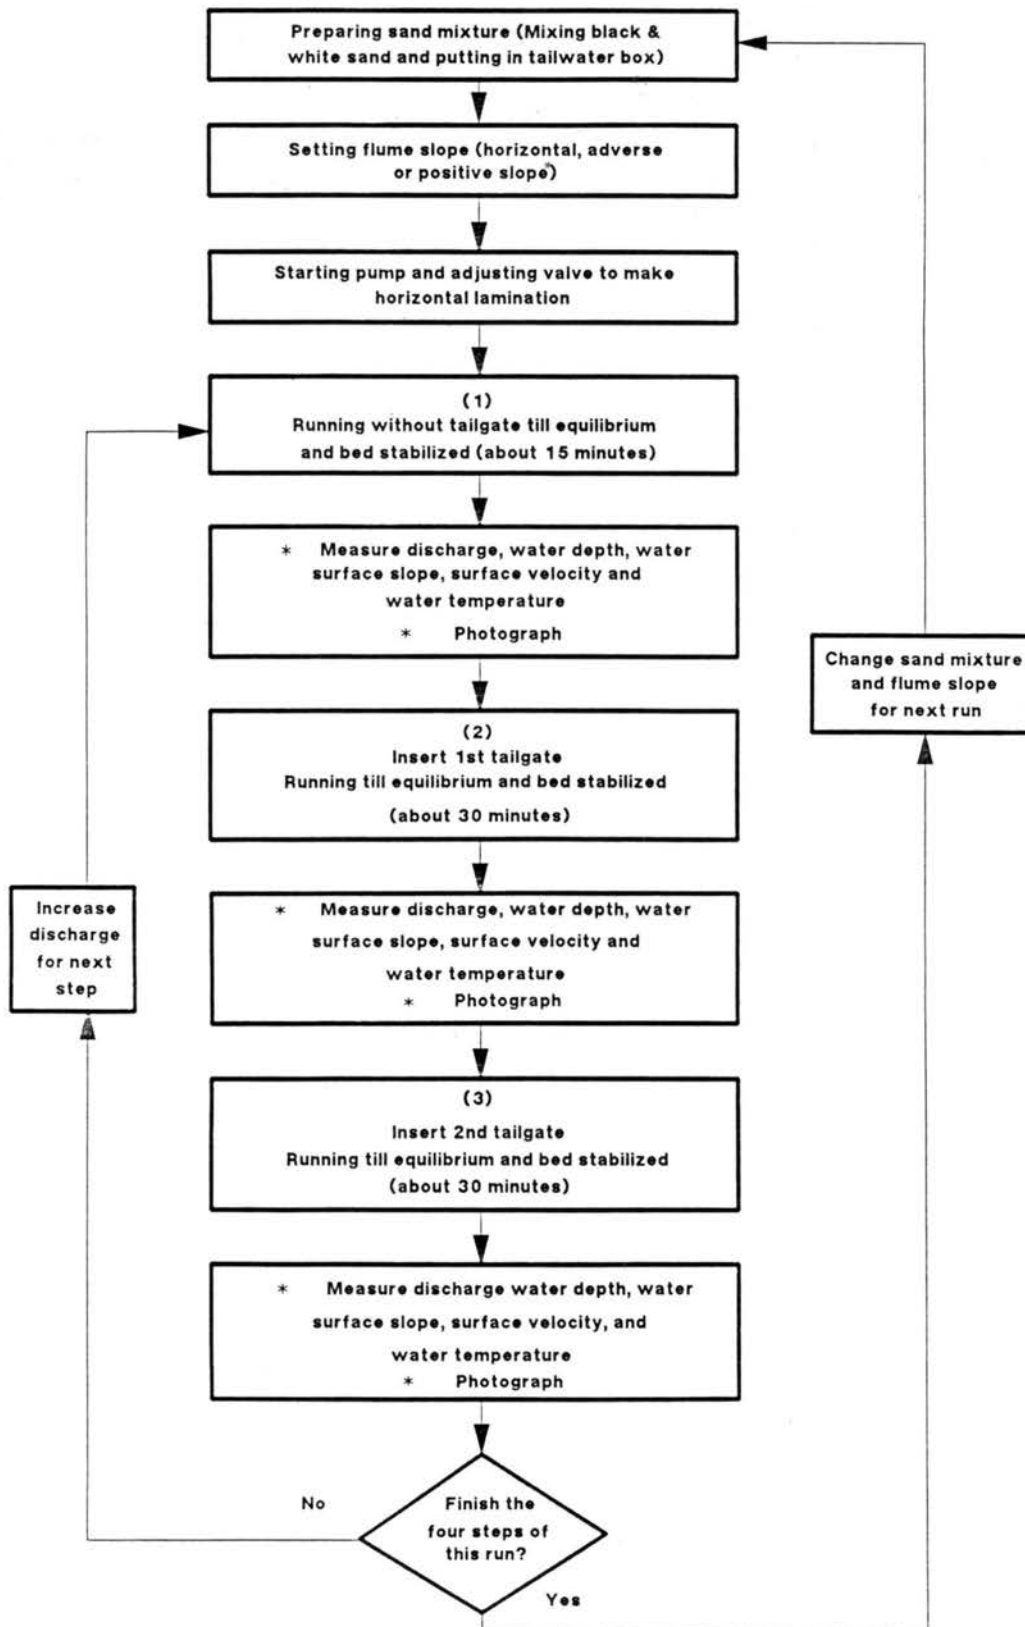 Preparing sand mixture (Mixing black &
white sand and putting in tailwater box)
Setting flume slope (horizontal, adverse
or positive slope)
Starting pump and adjusting valve to make
horizontal lamination
(1)
Running without tailgate till equilibrium
and bed stabilized (about 15 minutes)
* Measure discharge, water depth, water
surface slope, surface velocity and
water temperature
* Photograph
Change sand mixture
and flume slope
for next run
(2)
Insert 1st tailgate
Running till equilibrium and bed stabilized
(about 30 minutes)
Increase
discharge
for next
step
* Measure discharge, water depth, water
surface slope, surface velocity and
water temperature
* Photograph
(3)
Insert 2nd tailgate
Running till equilibrium and bed stabilized
(about 30 minutes)
* Measure discharge water depth, water
surface slope, surface velocity, and
water temperature
* Photograph
No
Finish the
four steps of
this run?
Yes